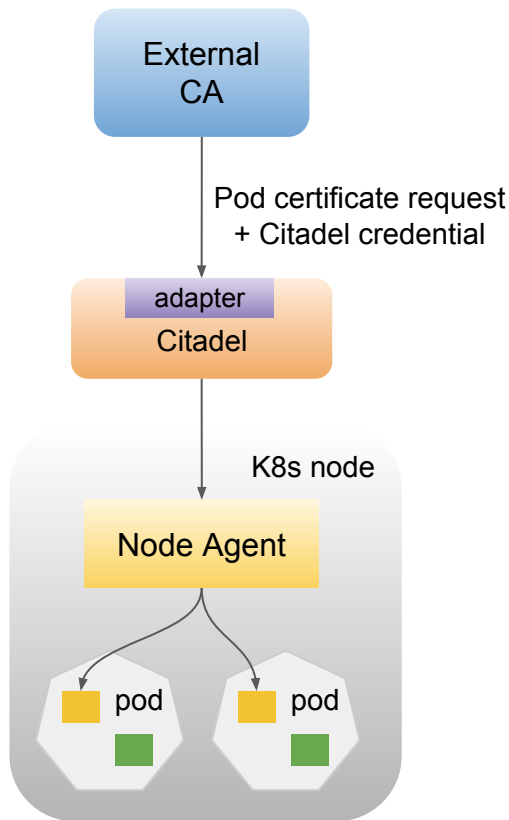 External
CA
Pod certificate request
+ Citadel credential
adapter
Citadel
K8s node
Node Agent
pod
pod